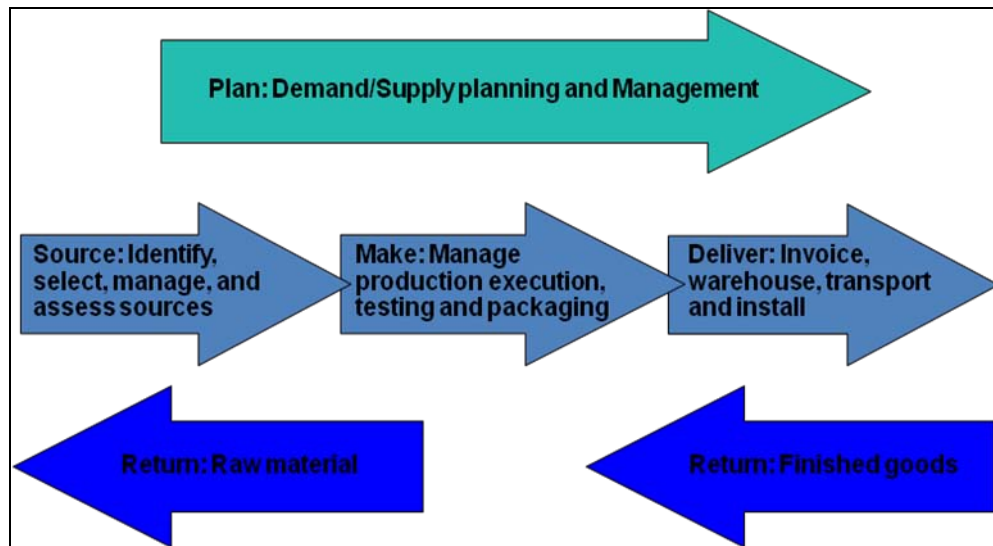 Plan: Demand/Supply planning and Management
Source: Identify,
select, manage, and
assess sources
Make: Manage
production execution,
testing and packaging
Deliver: Invoice,
warehouse, transport
and install
Return: Raw material
Return: Finished goods